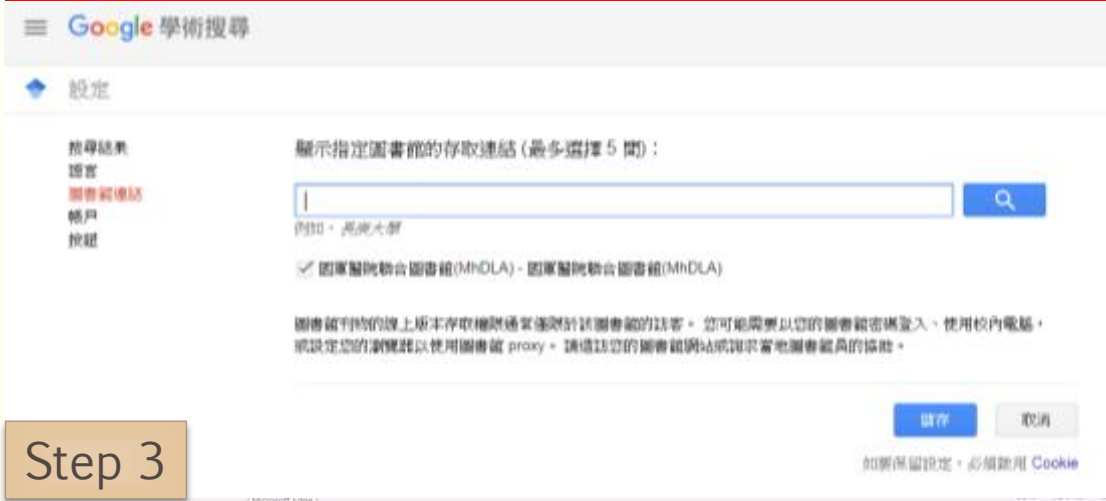 Google 學術搜尋
設定
搜尋結果
語言
圖書館連結
帳戶
按鈕
顯示指定圖書館的存取連結 (最多選擇 5 間)：
例如，長庚大學
國軍醫院聯合圖書館(MhDLA) - 國軍醫院聯合圖書館(MhDLA)
圖書館刊物的線上版本存取權限通常僅限於該圖書館的訪客。 您可能需要以您的圖書館密碼登入、使用校內電腦，
或設定您的瀏覽器以使用圖書館 proxy。 請造訪您的圖書館網站或詢求當地圖書館員的協助。
儲存
取消
如要保留設定，必須啟用 Cookie
Step 3